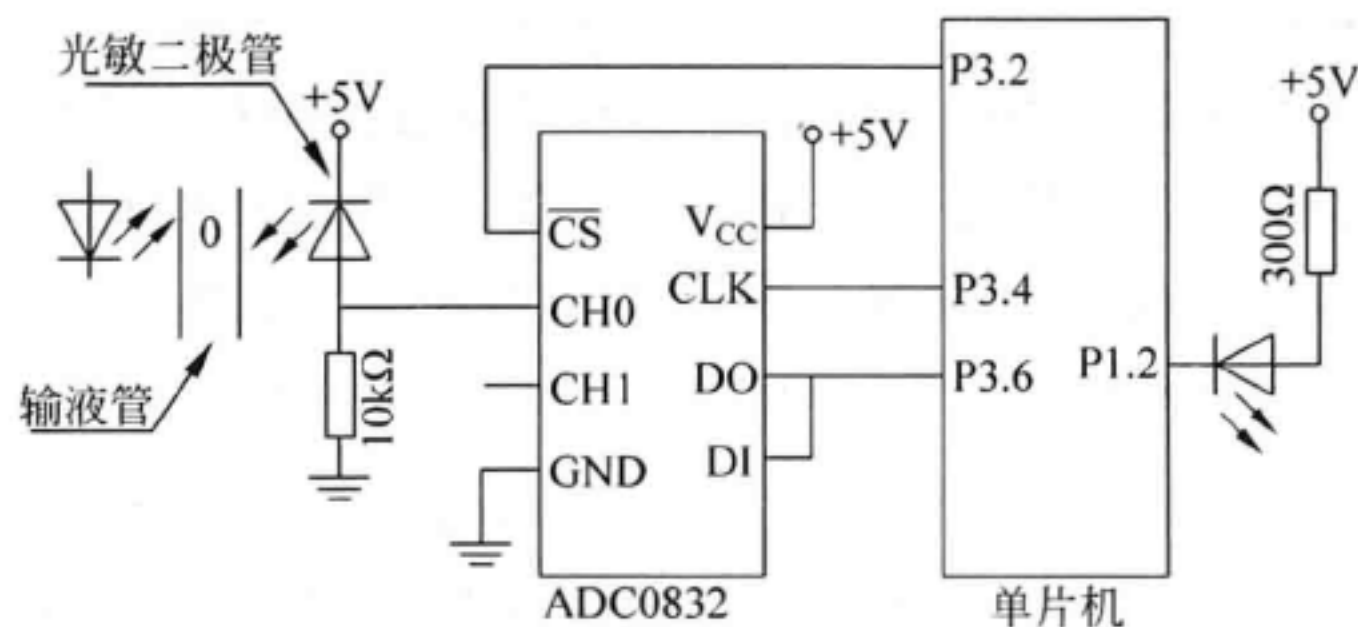 光敏二极管
+5V
0
输液管
10kΩ
P3.2
+5V
CS
VCC
CLK
CH0
CH1
DO
GND
DI
ADC0832
P3.4
P3.6
P1.2
单片机
+5V
300Ω